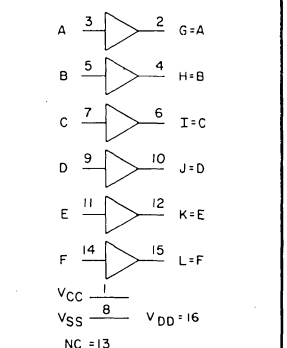 A 3 2 G=A
B 5 4 H=B
C 7 6 I=C
D 9 10 J=D
E 11 12 K=E
F 14 15 L=F
VCC 1
VSS 8 VDD=16
NC=13